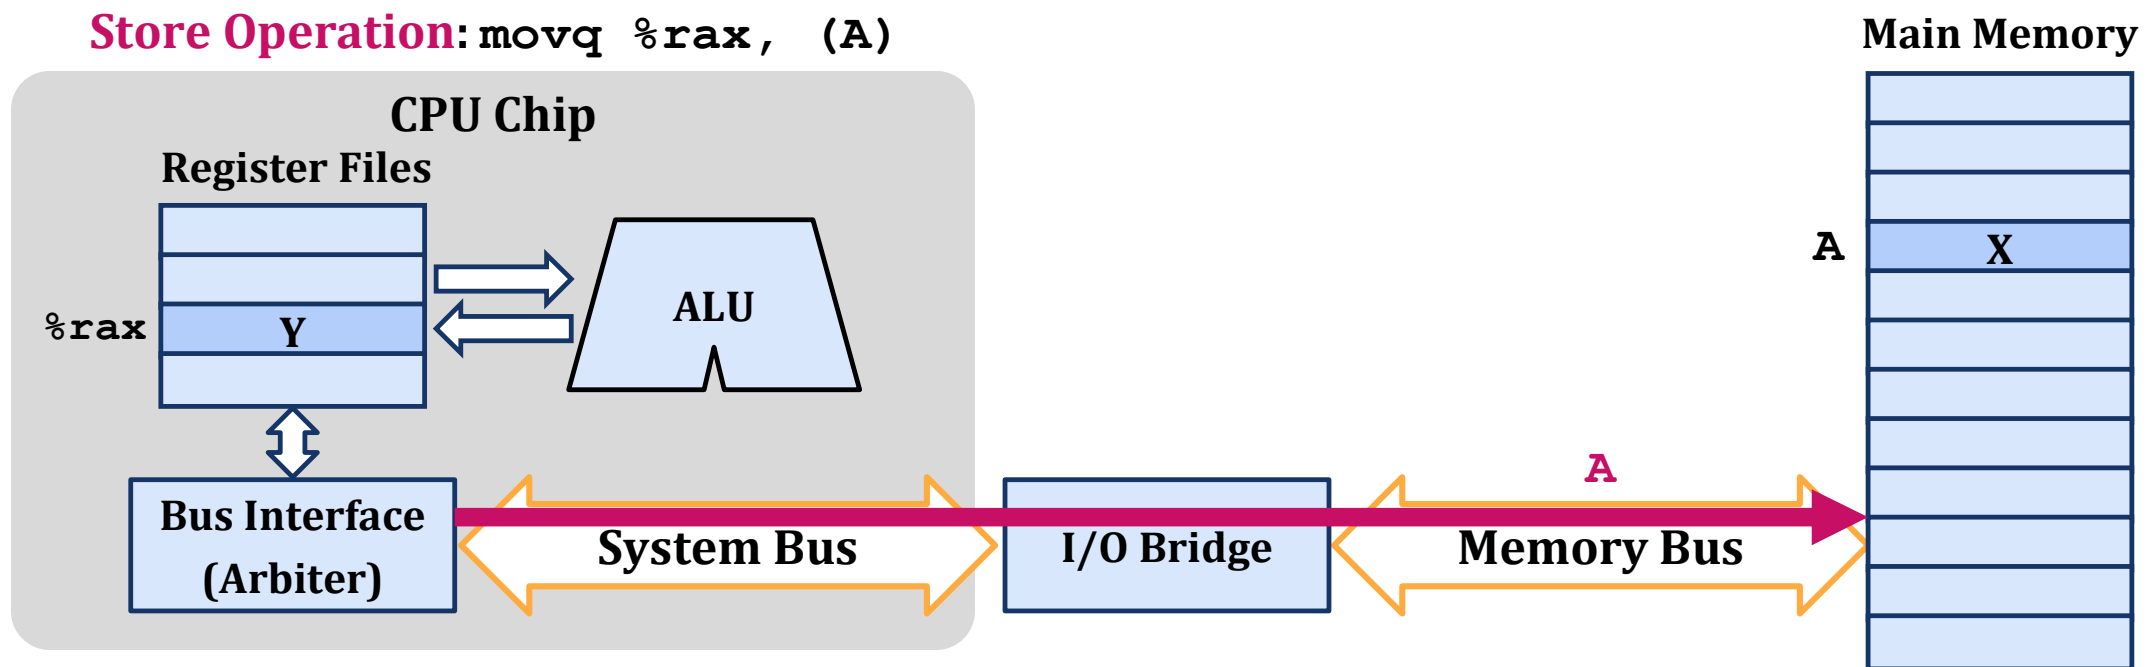 Store Operation: movq %rax, (A)
Main Memory
CPU Chip
Register Files
A
X
ALU
%rax
Y
A
Bus Interface
(Arbiter)
System Bus
I/O Bridge
Memory Bus